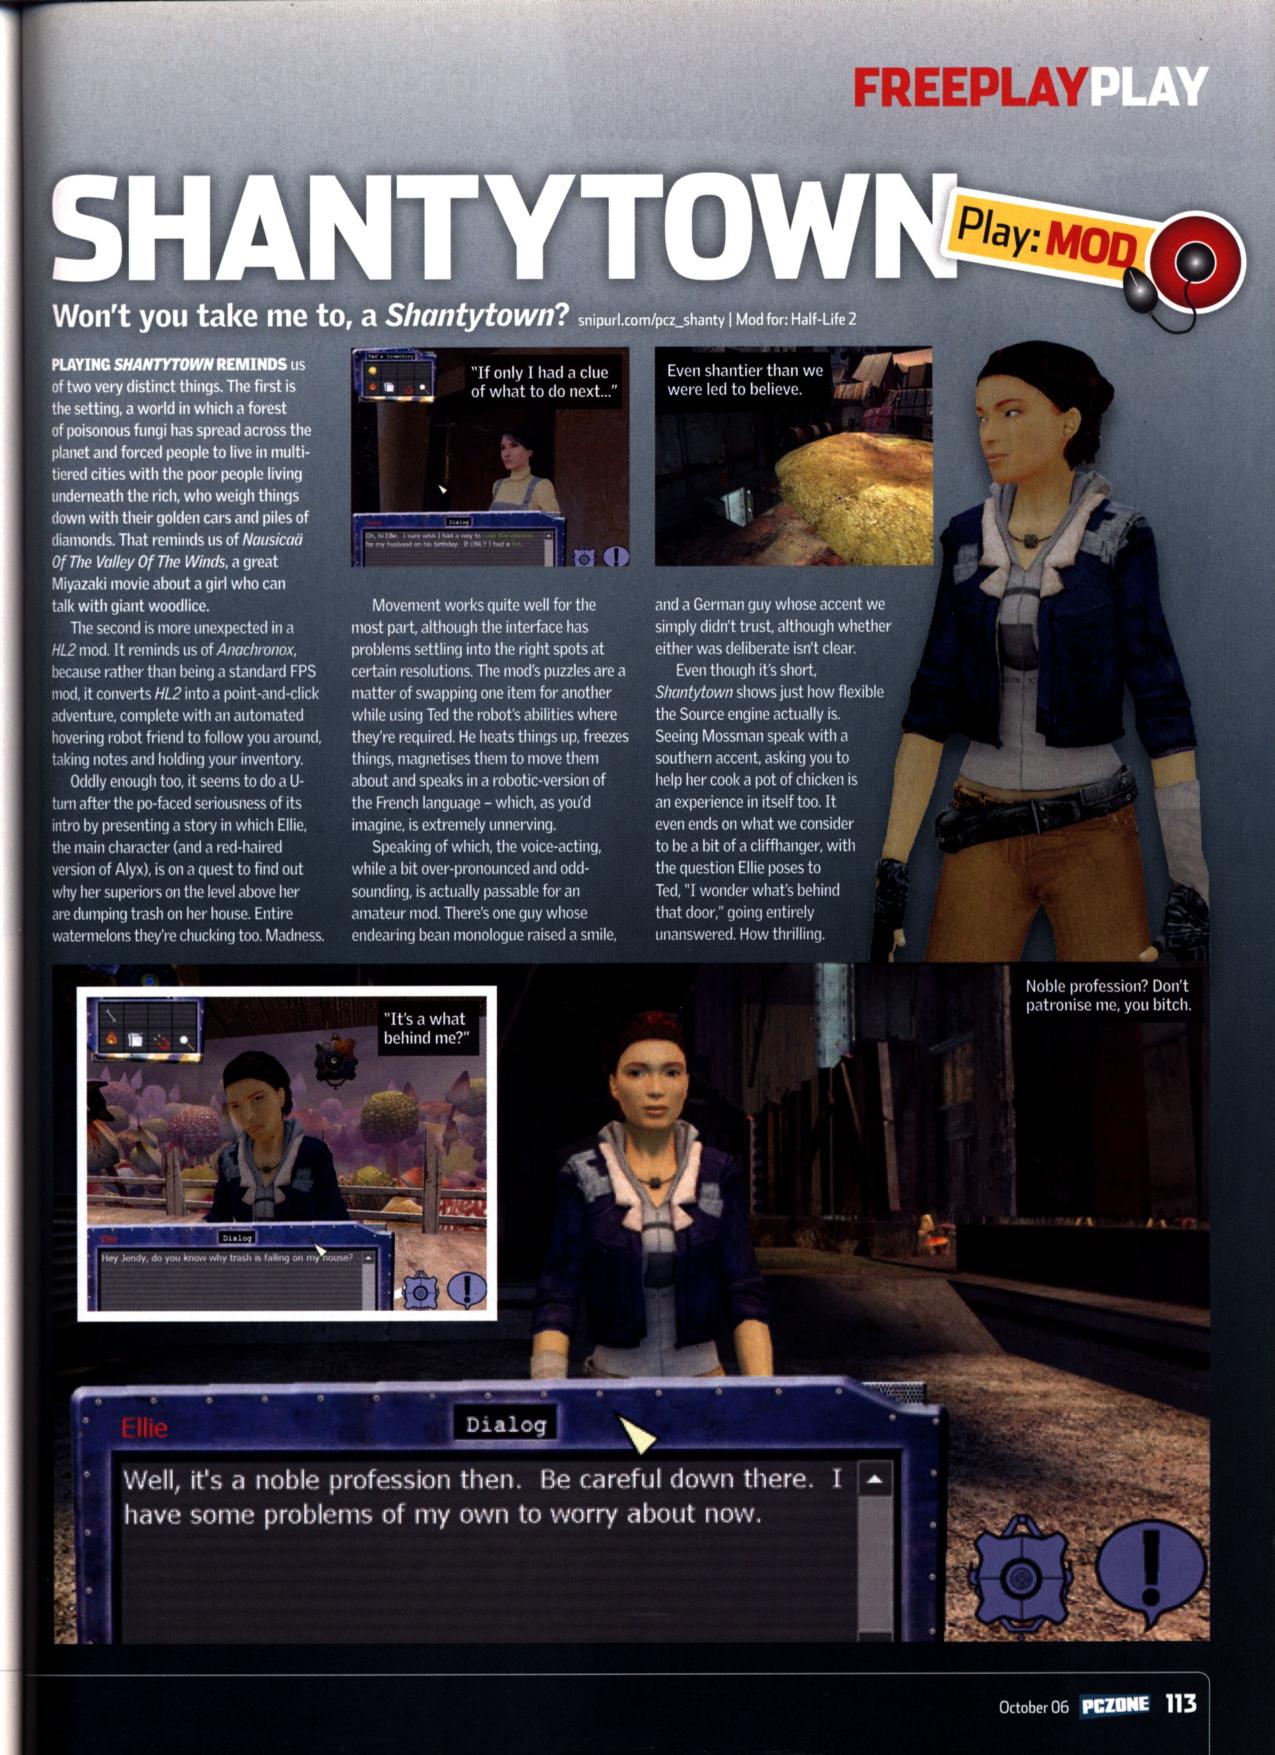 FREEPLAYPLAY
SHANTYTOWN
Play: MOD
Won't you take me to, a Shantytown? snipurl.com/pcz_shanty | Mod for: Half-Life 2
PLAYING SHANTYTOWN REMINDS us
of two very distinct things. The first is
the setting, a world in which a forest
of poisonous fungi has spread across the
planet and forced people to live in multi-
tiered cities with the poor people living
underneath the rich, who weigh things
down with their golden cars and piles of
diamonds. That reminds us of Nausicaä
Of The Valley Of The Winds, a great
Miyazaki movie about a girl who can
talk with giant woodlice.
The second is more unexpected in a
HL2 mod. It reminds us of Anachronox,
because rather than being a standard FPS
mod, it converts HL2 into a point-and-click
adventure, complete with an automated
hovering robot friend to follow you around,
taking notes and holding your inventory.
Oddly enough too, it seems to do a U-
turn after the po-faced seriousness of its
intro by presenting a story in which Ellie,
the main character (and a red-haired
version of Alyx), is on a quest to find out
why her superiors on the level above her
are dumping trash on her house. Entire
watermelons they're chucking too. Madness.
Ted's Inventory
"If only I had a clue
of what to do next..."
Dialog
Oh, hi Ellie. I sure wish I had a way to cook this chicken
for my husband on his birthday. If ONLY I had a
Even shantier than we
were led to believe.
Movement works quite well for the
most part, although the interface has
problems settling into the right spots at
certain resolutions. The mod's puzzles are a
matter of swapping one item for another
while using Ted the robot's abilities where
they're required. He heats things up, freezes
things, magnetises them to move them
about and speaks in a robotic-version of
the French language – which, as you'd
imagine, is extremely unnerving.
Speaking of which, the voice-acting,
while a bit over-pronounced and odd-
sounding, is actually passable for an
amateur mod. There's one guy whose
endearing bean monologue raised a smile,
and a German guy whose accent we
simply didn't trust, although whether
either was deliberate isn't clear.
Even though it's short,
Shantytown shows just how flexible
the Source engine actually is.
Seeing Mossman speak with a
southern accent, asking you to
help her cook a pot of chicken is
an experience in itself too. It
even ends on what we consider
to be a bit of a cliffhanger, with
the question Ellie poses to
Ted, "I wonder what's behind
that door," going entirely
unanswered. How thrilling.
"It's a what
behind me?"
Ellie
Dialog
Hey Jendy, do you know why trash is falling on my house?
Noble profession? Don't
patronise me, you bitch.
Ellie
Dialog
Well, it's a noble profession then. Be careful down there. I
have some problems of my own to worry about now.
October 06 PCZONE 113